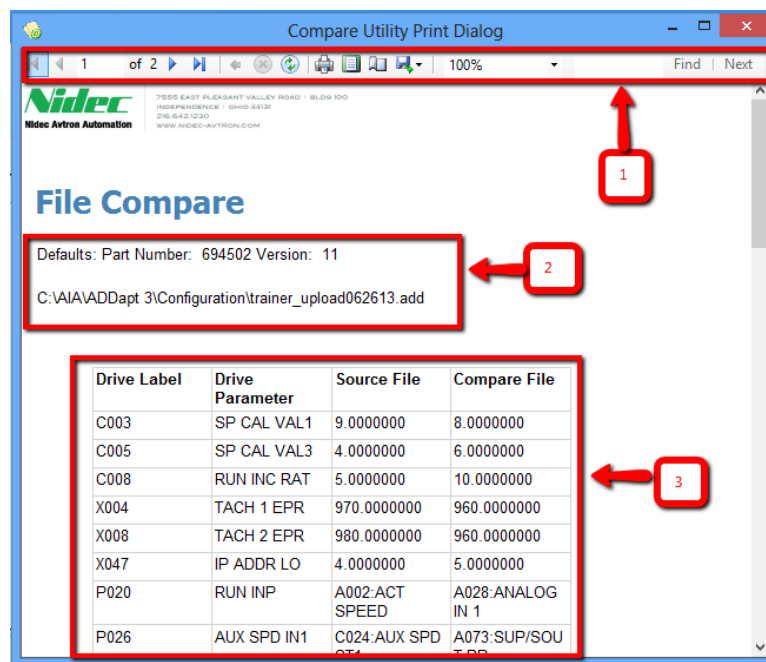 Compare Utility Print Dialog
1 of 2 100% Find | Next
Nidec
Nidec Avtron Automation
7555 EAST PLEASANT VALLEY ROAD | BLDG 100
INDEPENDENCE | OHIO 44131
216.642.1230
WWW.NIDEC-AVTRON.COM
1
File Compare
Defaults: Part Number: 694502 Version: 11
2
C:\AIA\ADDapt 3\Configuration\trainer_upload062613.add
Drive Label Drive Parameter Source File Compare File
C003 SP CAL VAL1 9.0000000 8.0000000
C005 SP CAL VAL3 4.0000000 6.0000000
C008 RUN INC RAT 5.0000000 10.0000000
3
X004 TACH 1 EPR 970.0000000 960.0000000
X008 TACH 2 EPR 980.0000000 960.0000000
X047 IP ADDR LO 4.0000000 5.0000000
P020 RUN INP A002:ACT SPEED A028:ANALOG IN 1
P026 AUX SPD IN1 C024:AUX SPD A073:SUP/SOU